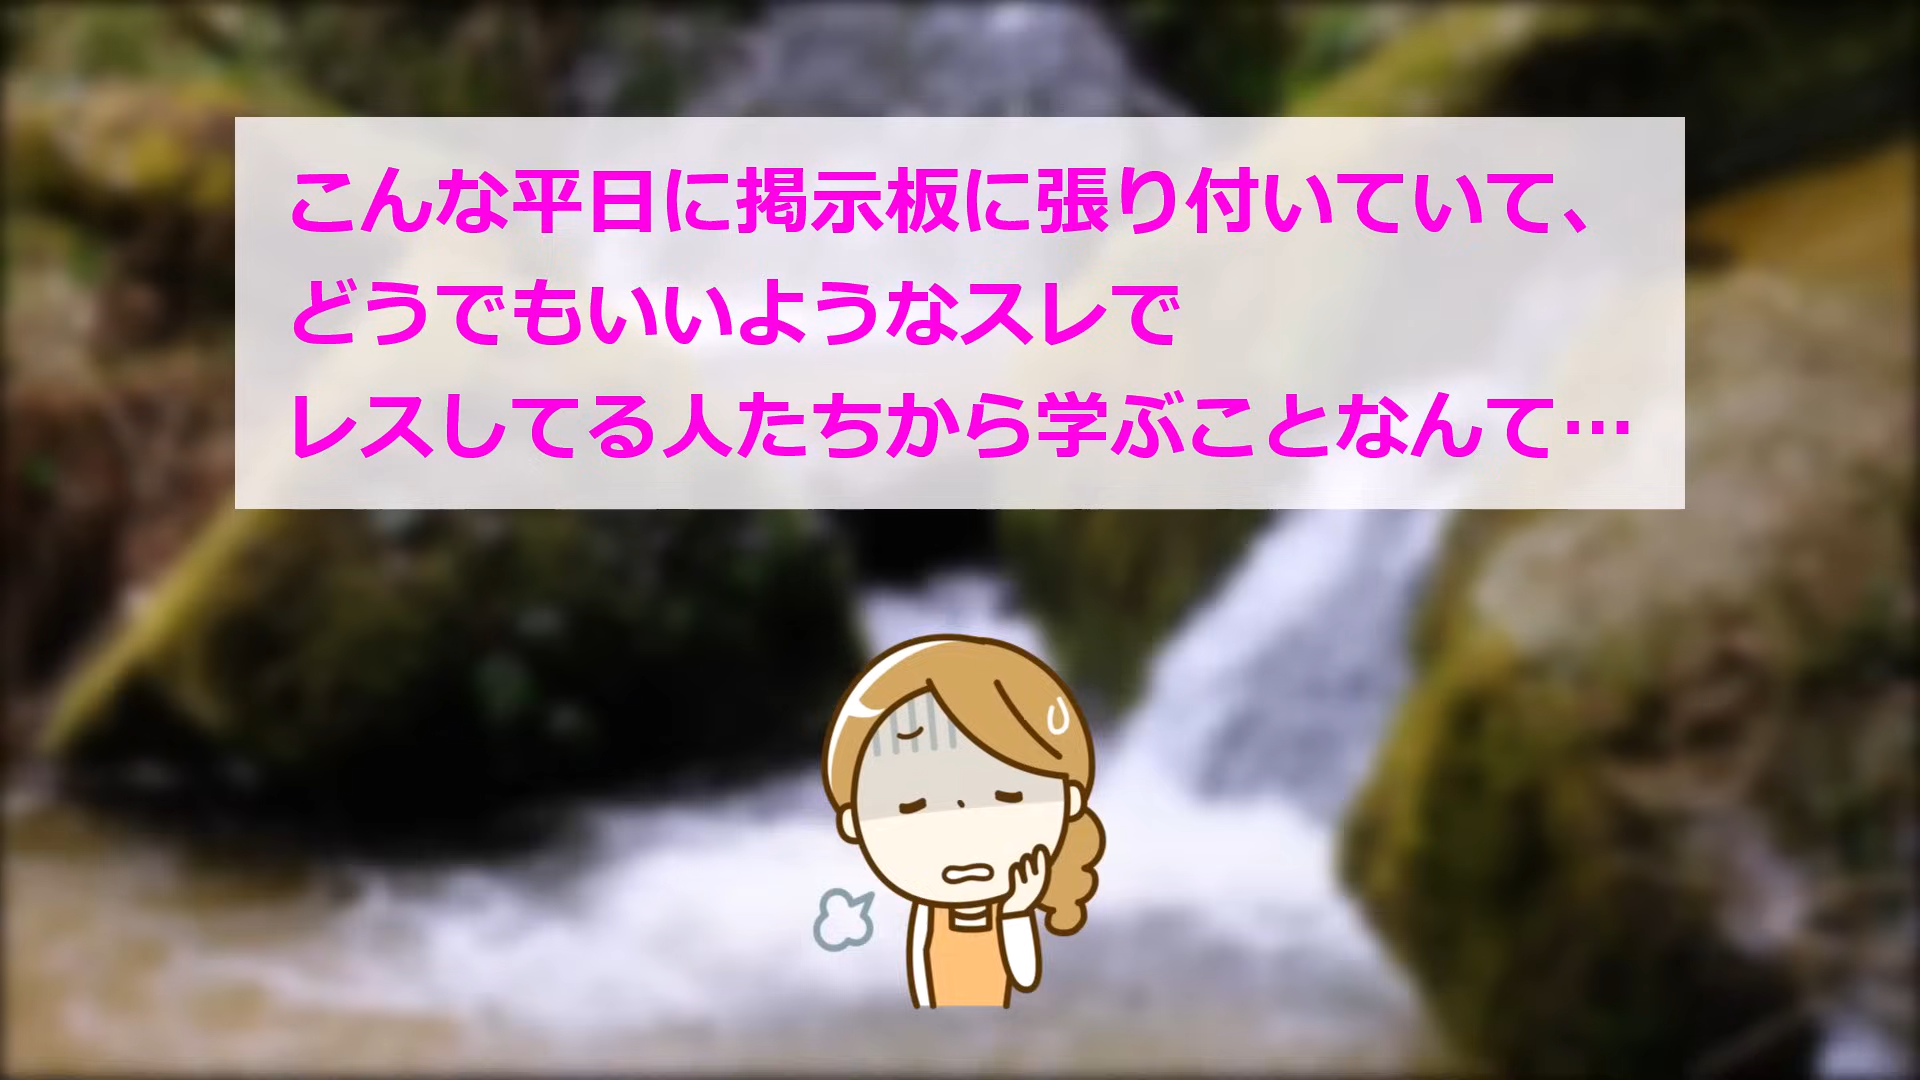 こんな平日に掲示板に張り付いていて、
どうでもいいようなスレで
レスしてる人たちから学ぶことなんて…